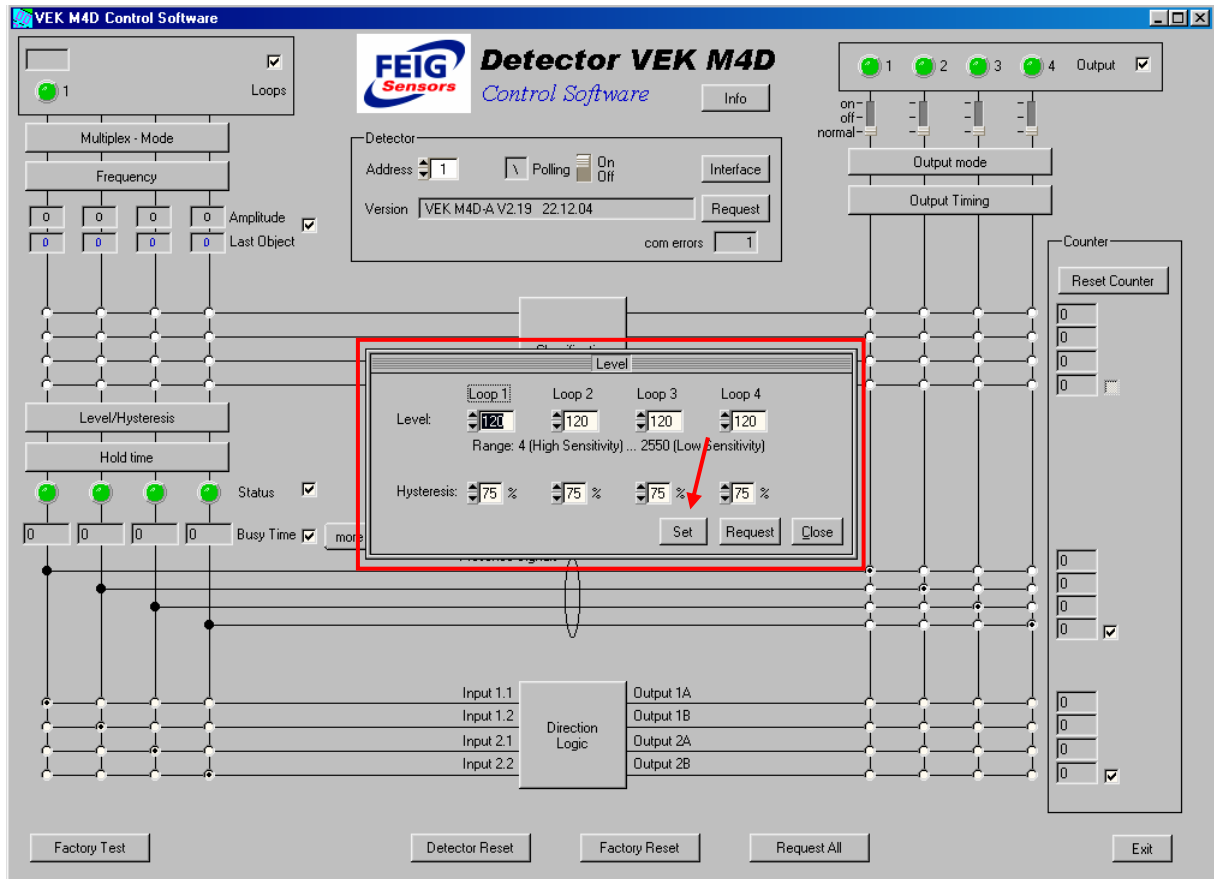 VEK M4D Control Software
1
Loops
FEIG
Sensors
Detector VEK M4D
Control Software
Info
1 2 3 4 Output
on
off
normal
Multiplex - Mode
Frequency
Detector
Address 1 \ Polling On
Off
Interface
Version VEK M4D-A V2.19 22.12.04 Request
com errors 1
Output mode
Output Timing
0 0 0 0 Amplitude
0 0 0 0 Last Object
Counter
Reset Counter
0
0
0
0
Level
Loop 1 Loop 2 Loop 3 Loop 4
Level: 120 120 120 120
Range: 4 (High Sensitivity) ... 2550 (Low Sensitivity)
Hysteresis: 75 % 75 % 75 % 75 %
Set Request Close
Level/Hysteresis
Hold time
Status
0 0 0 0 Busy Time more
0
0
0
0
Input 1.1
Input 1.2
Input 2.1
Input 2.2
Direction
Logic
Output 1A
Output 1B
Output 2A
Output 2B
0
0
0
0
Factory Test
Detector Reset
Factory Reset
Request All
Exit